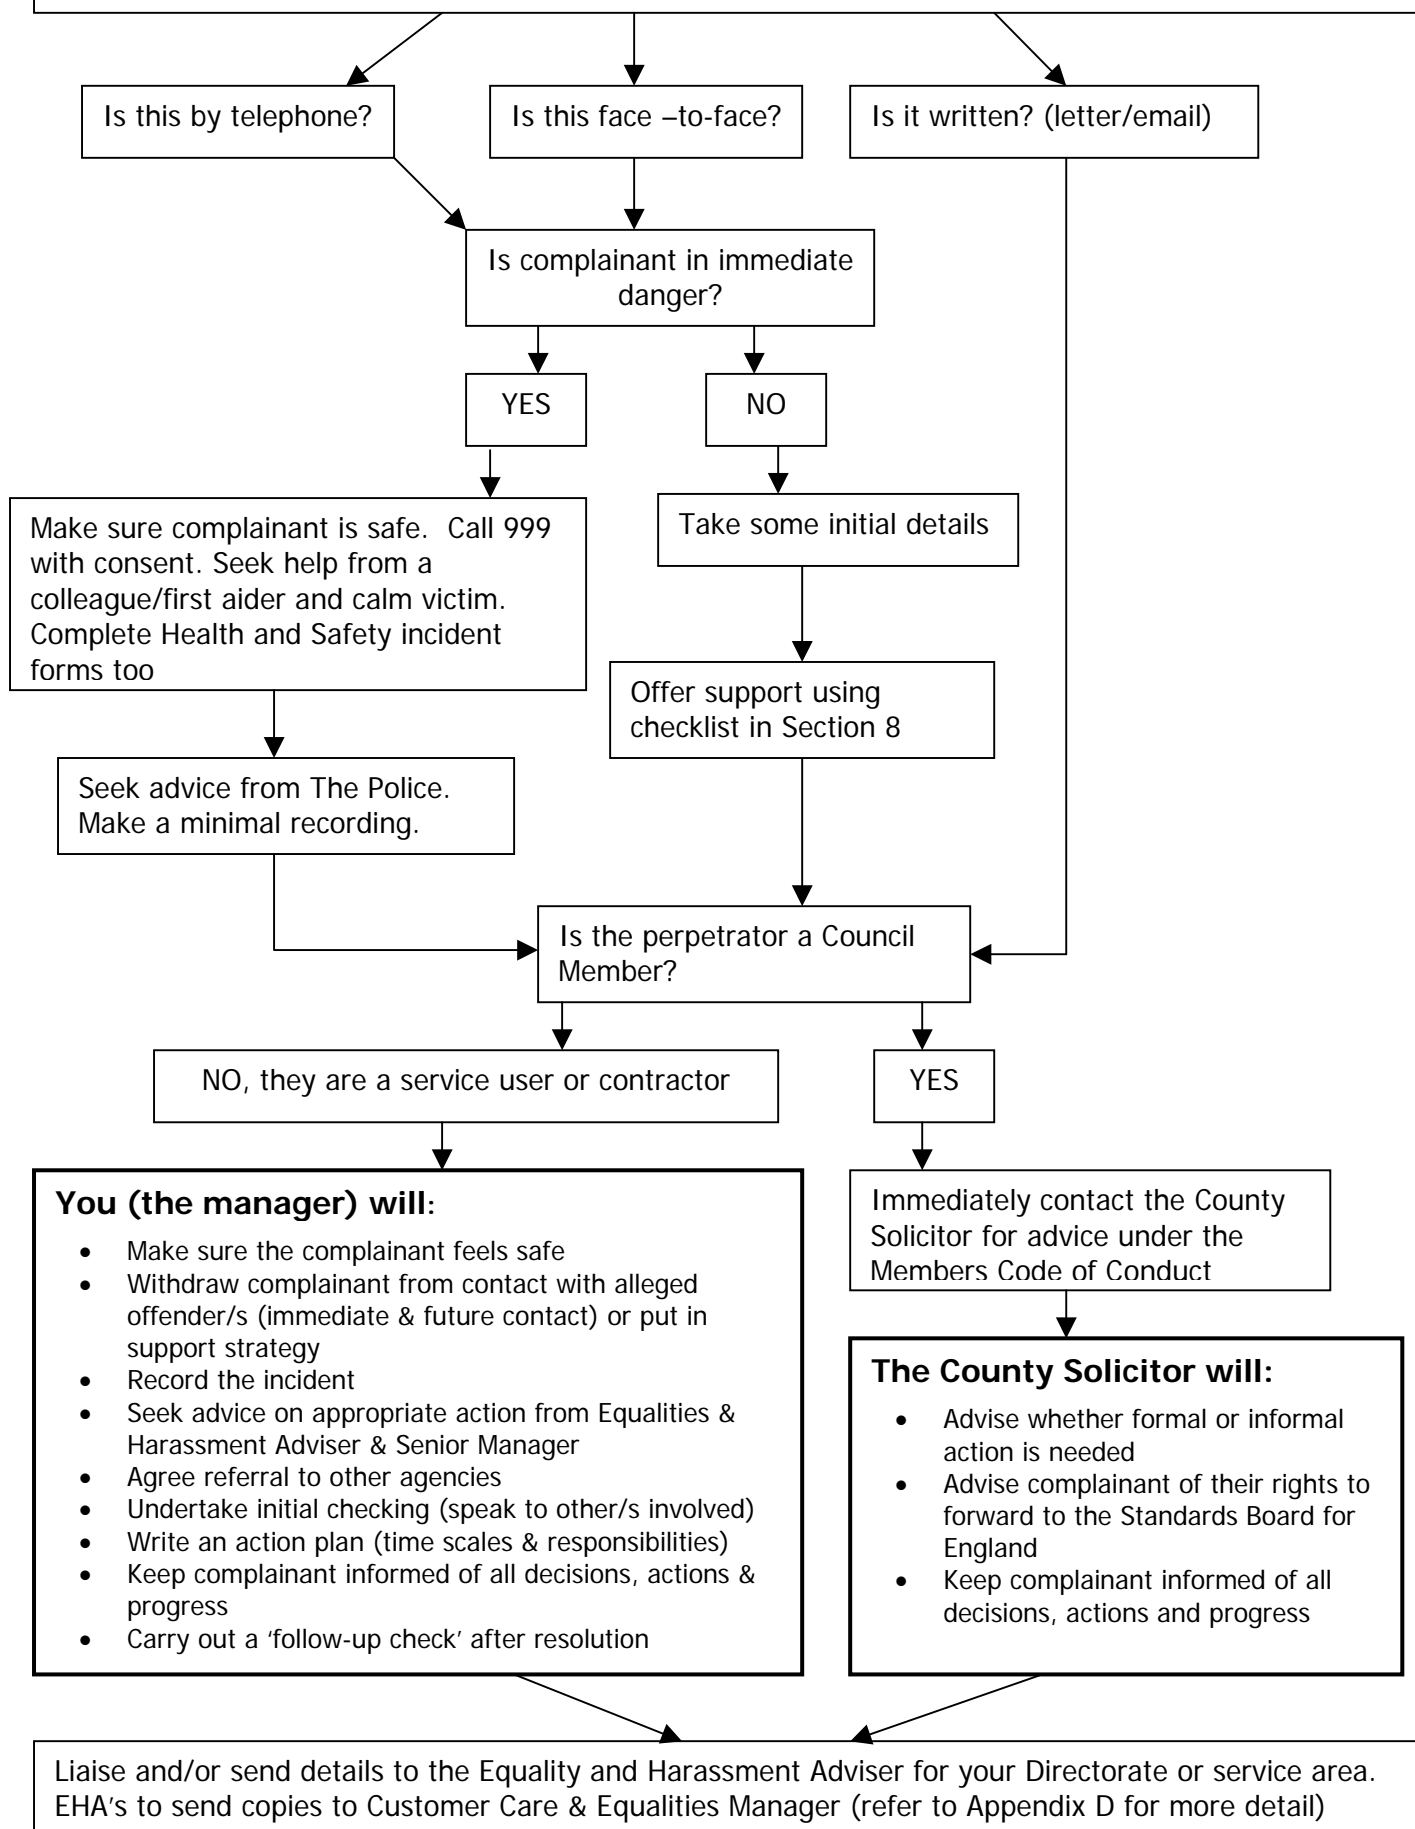 Is this by telephone?
Is this face –to-face?
Is it written? (letter/email)
Is complainant in immediate
danger?
YES
NO
Make sure complainant is safe.  Call 999
with consent. Seek help from a
colleague/first aider and calm victim.
Complete Health and Safety incident
forms too
Take some initial details
Offer support using
checklist in Section 8
Seek advice from The Police.
Make a minimal recording.
Is the perpetrator a Council
Member?
NO, they are a service user or contractor
YES
You (the manager) will:
• Make sure the complainant feels safe
• Withdraw complainant from contact with alleged
offender/s (immediate & future contact) or put in
support strategy
• Record the incident
• Seek advice on appropriate action from Equalities &
Harassment Adviser & Senior Manager
• Agree referral to other agencies
• Undertake initial checking (speak to other/s involved)
• Write an action plan (time scales & responsibilities)
• Keep complainant informed of all decisions, actions &
progress
• Carry out a ‘follow-up check’ after resolution
Immediately contact the County
Solicitor for advice under the
Members Code of Conduct
The County Solicitor will:
• Advise whether formal or informal
action is needed
• Advise complainant of their rights to
forward to the Standards Board for
England
• Keep complainant informed of all
decisions, actions and progress
Liaise and/or send details to the Equality and Harassment Adviser for your Directorate or service area.
EHA's to send copies to Customer Care & Equalities Manager (refer to Appendix D for more detail)